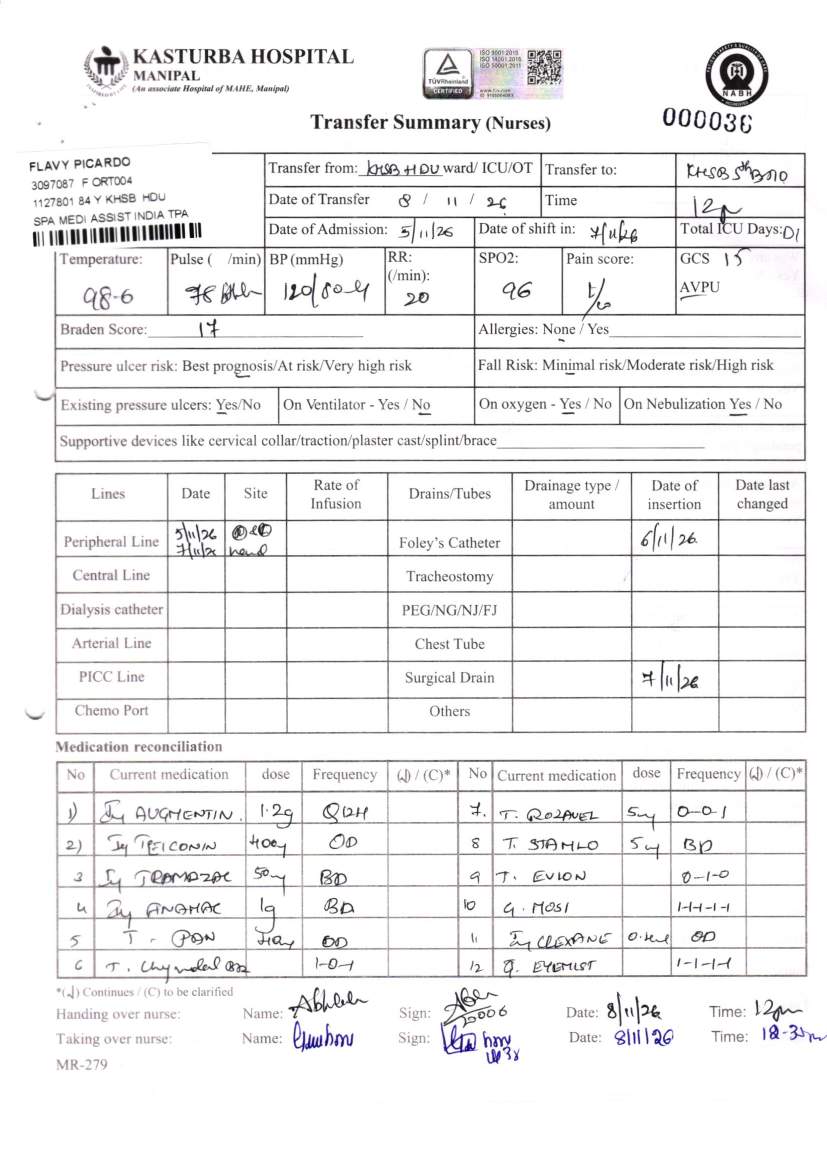 KASTURBA HOSPITAL
MANIPAL
(An associate Hospital of MAHE, Manipal)
TÜVRheinland
CERTIFIED
ISO 9001:2015
NABH
Transfer Summary (Nurses)
000036
FLAVY PICARDO
3097087 F ORT004
1127801 84 Y KHSB HDU
SPA MEDI ASSIST INDIA TPA
Transfer from: KHSB HDU ward/ ICU/OT Transfer to: KHSB 5th
Date of Transfer 8 / 11 / 26 Time 12p
Date of Admission: 5/11/26 Date of shift in: 7/11/26 Total ICU Days: D1
Temperature: Pulse ( /min) BP (mmHg) RR: (/min): SPO2: Pain score: GCS 15
98.6 78 120/80 20 96 AVPU
Braden Score: 17 Allergies: None / Yes
Pressure ulcer risk: Best prognosis/At risk/Very high risk Fall Risk: Minimal risk/Moderate risk/High risk
Existing pressure ulcers: Yes/No On Ventilator - Yes / No On oxygen - Yes / No On Nebulization Yes / No
Supportive devices like cervical collar/traction/plaster cast/splint/brace
Lines Date Site Rate of Infusion Drains/Tubes Drainage type / amount Date of insertion Date last changed
Peripheral Line 5/11/26 7/11/26 hand Foley's Catheter 6/11/26
Central Line Tracheostomy
Dialysis catheter PEG/NG/NJ/FJ
Arterial Line Chest Tube
PICC Line Surgical Drain 7/11/26
Chemo Port Others
Medication reconciliation
No Current medication dose Frequency (↲) / (C)* No Current medication dose Frequency (↲) / (C)*
1) Inj AUGMENTIN. 1.2g Q12H 7. T. ROZAVEL 5mg 0-0-1
2) Inj TEICONIN 400mg OD 8 T. STAMLO 5mg BD
3 Inj TRAMAZAC 50mg BD 9 T. EVION 0-1-0
4 Inj 1g BD 10 G. MOSI 1-1-1-1
5 T. PAN 40mg OD 11 Inj CLEXANE OD
6 T. Chymoral 1-0-1 12 EYEMIST 1-1-1-1
*(↲) Continues / (C) to be clarified
Handing over nurse: Name: Sign: Date: 8/11/26 Time: 12pm
Taking over nurse: Name: Sign: Date: 8/11/26 Time:
MR-279